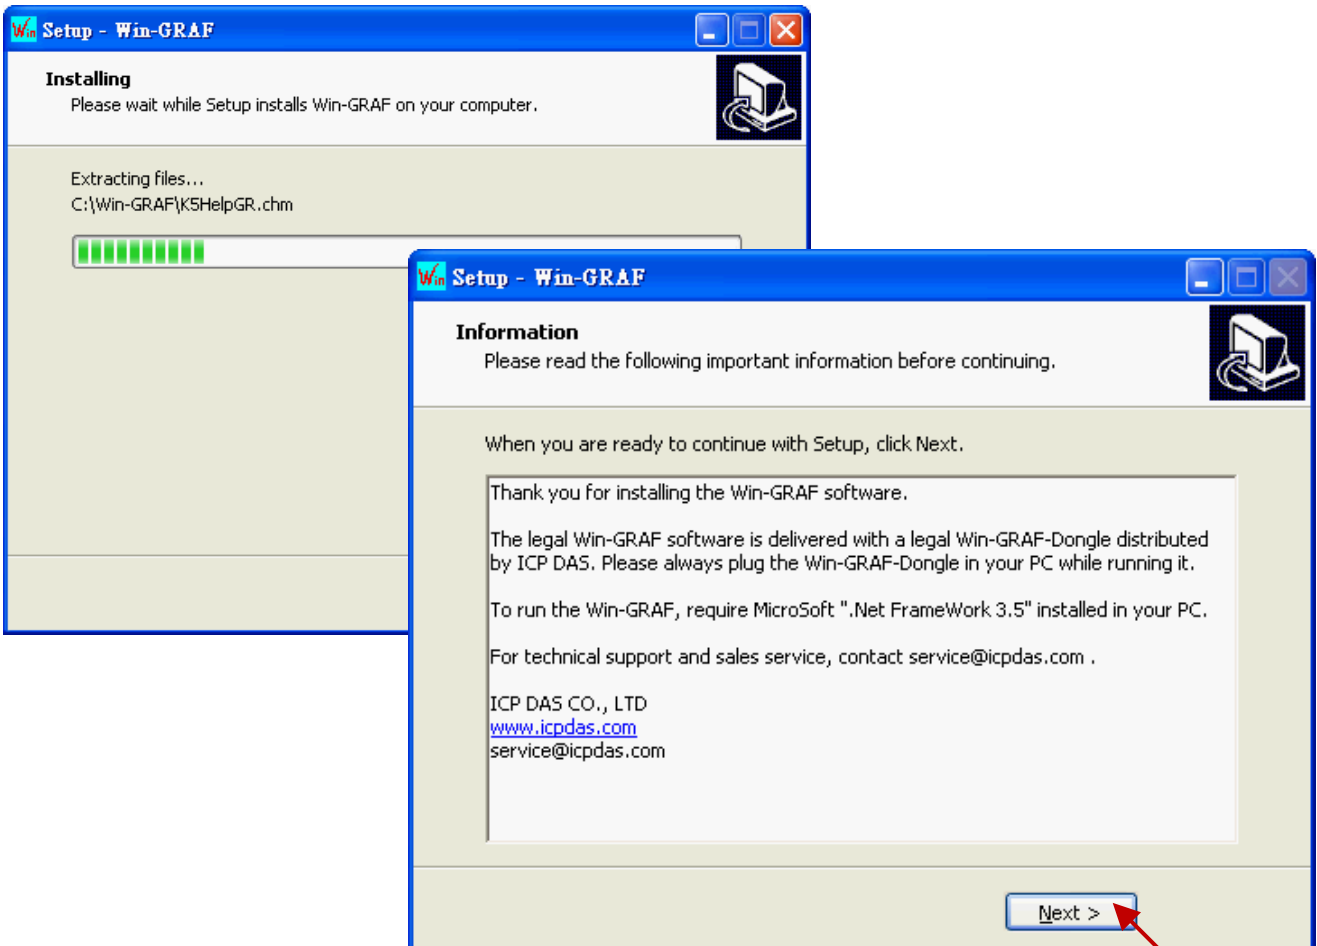 Win Setup - Win-GRAF
Installing
Please wait while Setup installs Win-GRAF on your computer.
Extracting files...
C:\Win-GRAF\K5HelpGR.chm
Win Setup - Win-GRAF
Information
Please read the following important information before continuing.
When you are ready to continue with Setup, click Next.
Thank you for installing the Win-GRAF software.
The legal Win-GRAF software is delivered with a legal Win-GRAF-Dongle distributed
by ICP DAS. Please always plug the Win-GRAF-Dongle in your PC while running it.
To run the Win-GRAF, require MicroSoft ".Net FrameWork 3.5" installed in your PC.
For technical support and sales service, contact service@icpdas.com .
ICP DAS CO., LTD
www.icpdas.com
service@icpdas.com
Next >